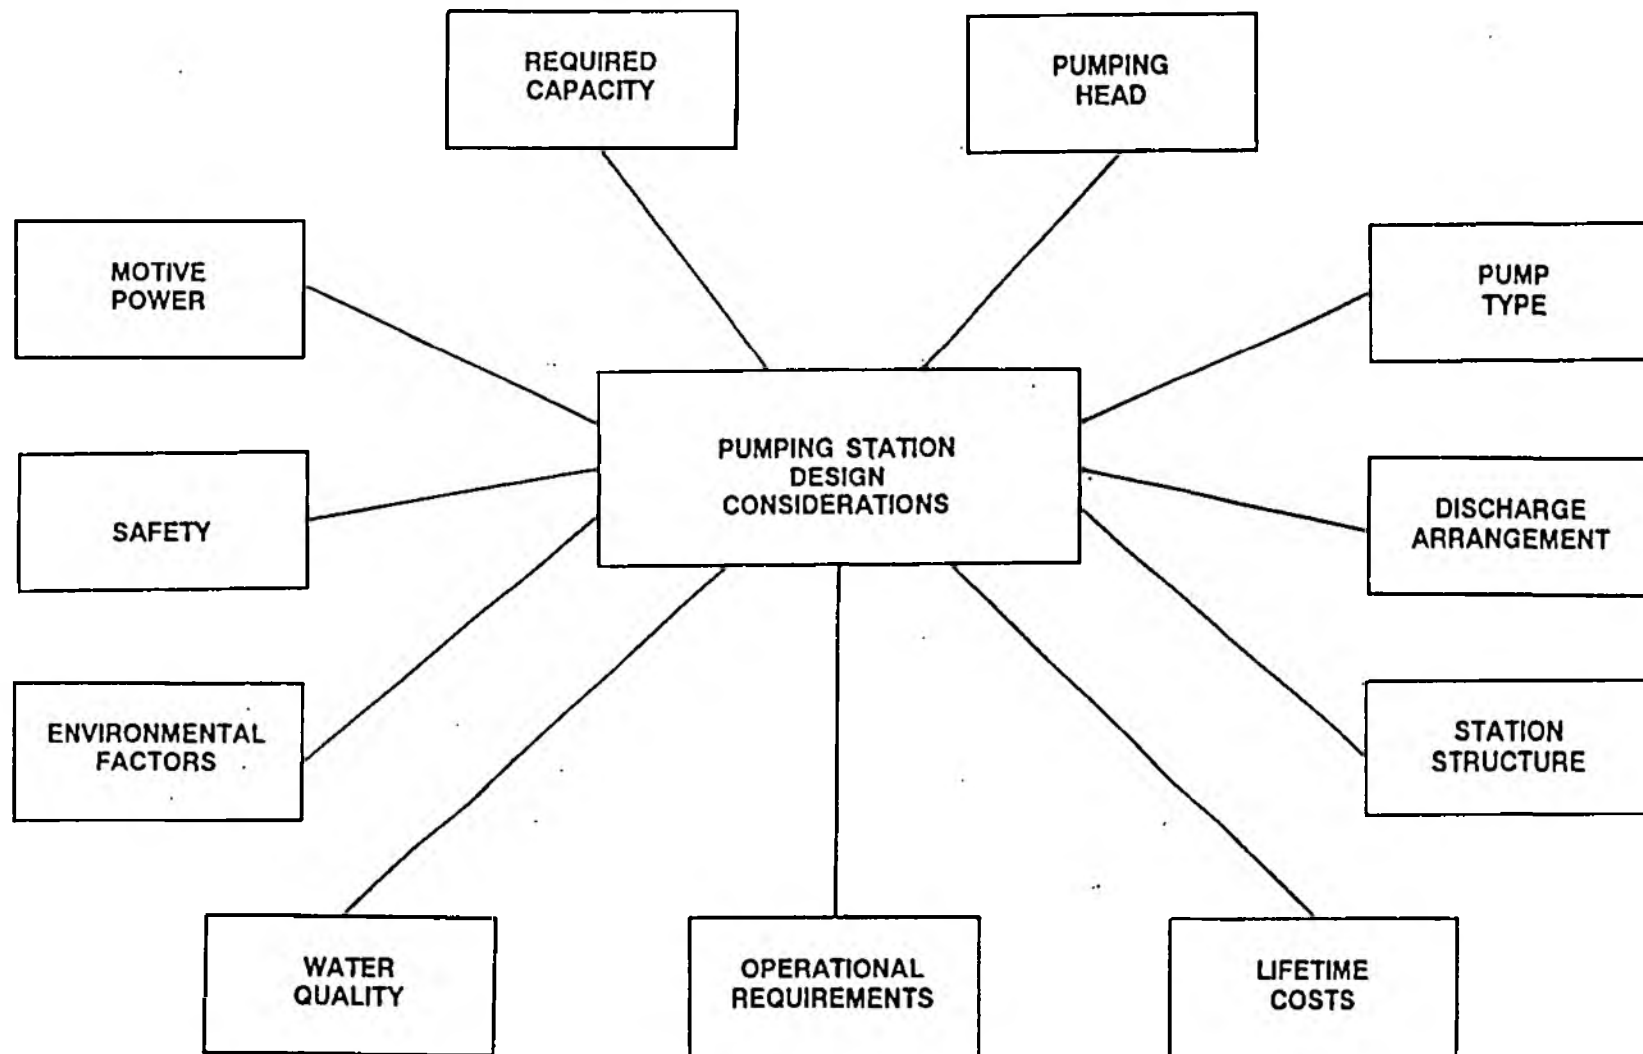 REQUIRED
CAPACITY
PUMPING
HEAD
MOTIVE
POWER
PUMP
TYPE
PUMPING STATION
DESIGN
CONSIDERATIONS
SAFETY
DISCHARGE
ARRANGEMENT
ENVIRONMENTAL
FACTORS
STATION
STRUCTURE
WATER
QUALITY
OPERATIONAL
REQUIREMENTS
LIFETIME
COSTS